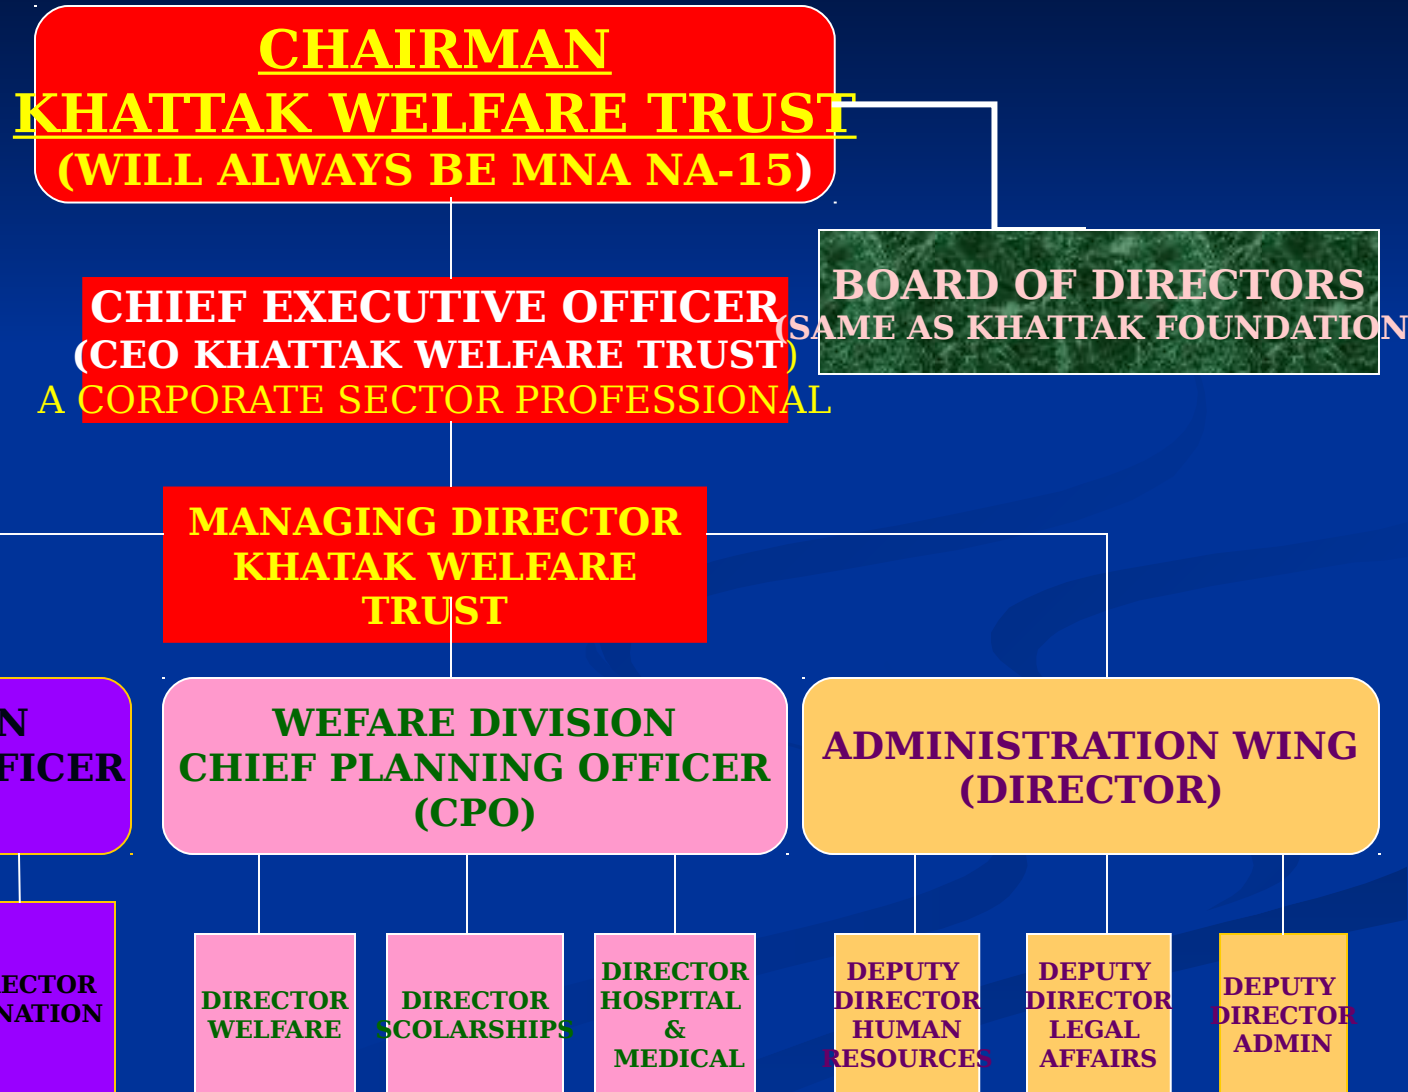 CHAIRMAN
KHATTAK WELFARE TRUST
(WILL ALWAYS BE MNA NA-15)
BOARD OF DIRECTORS
(SAME AS KHATTAK FOUNDATION
CHIEF EXECUTIVE OFFICER
(CEO KHATTAK WELFARE TRUST)
A CORPORATE SECTOR PROFESSIONAL
MANAGING DIRECTOR
KHATAK WELFARE
TRUST
N
FFICER
WEFARE DIVISION
CHIEF PLANNING OFFICER
(CPO)
ADMINISTRATION WING
(DIRECTOR)
ECTOR
NATION
DIRECTOR
WELFARE
DIRECTOR
SCOLARSHIPS
DIRECTOR
HOSPITAL
&
MEDICAL
DEPUTY
DIRECTOR
HUMAN
RESOURCES
DEPUTY
DIRECTOR
LEGAL
AFFAIRS
DEPUTY
DIRECTOR
ADMIN